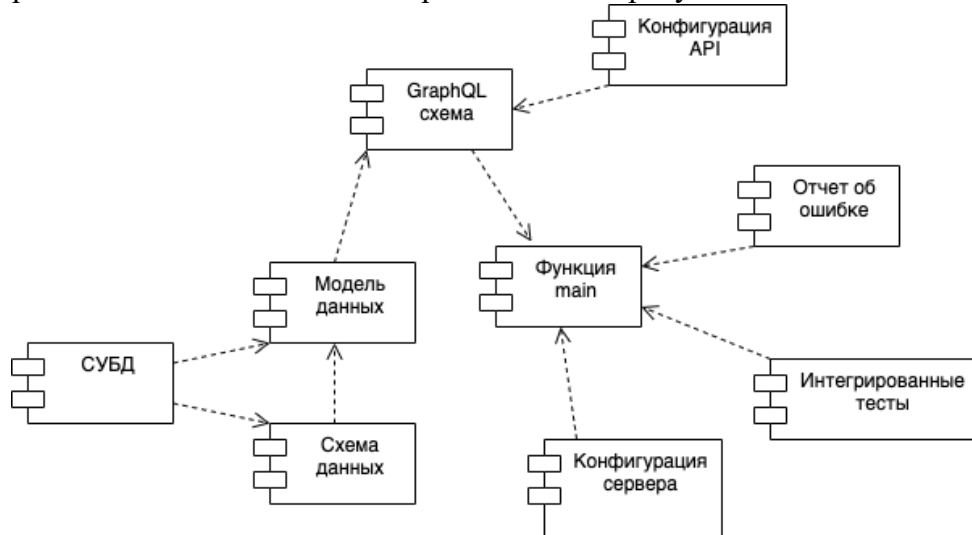 Конфигурация
API
GraphQL
схема
Отчет об
ошибке
Функция
main
Модель
данных
СУБД
Интегрированные
тесты
Схема
данных
Конфигурация
сервера